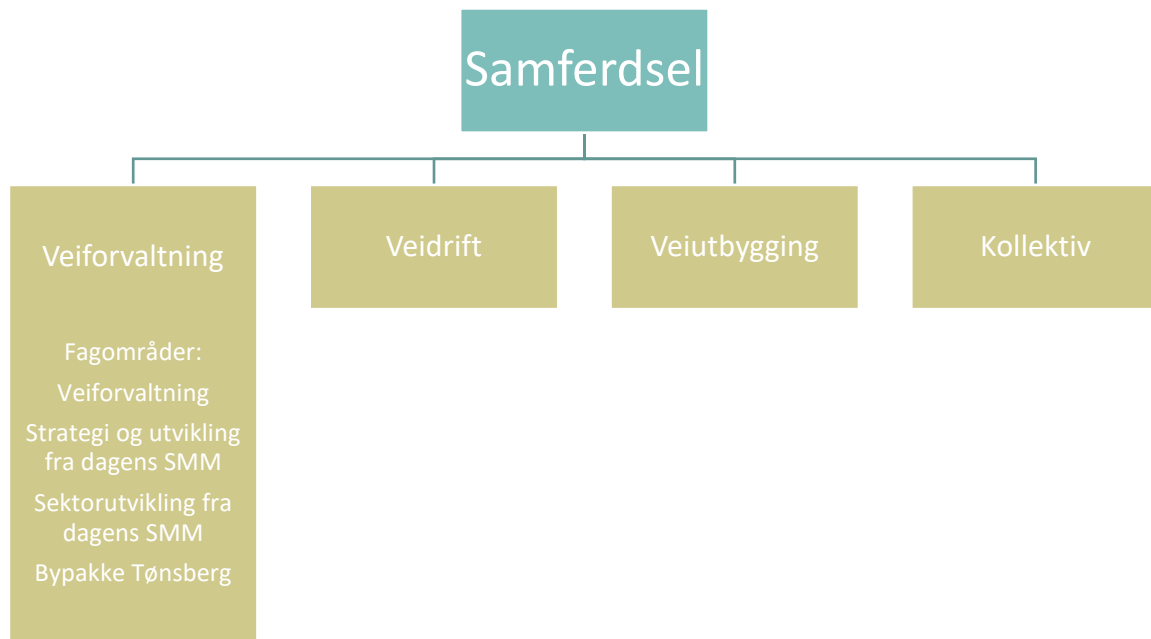 Samferdsel
Veiforvaltning
Fagområder:
Veiforvaltning
Strategi og utvikling
fra dagens SMM
Sektorutvikling fra
dagens SMM
Bypakke Tønsberg
Veidrift
Veiutbygging
Kollektiv